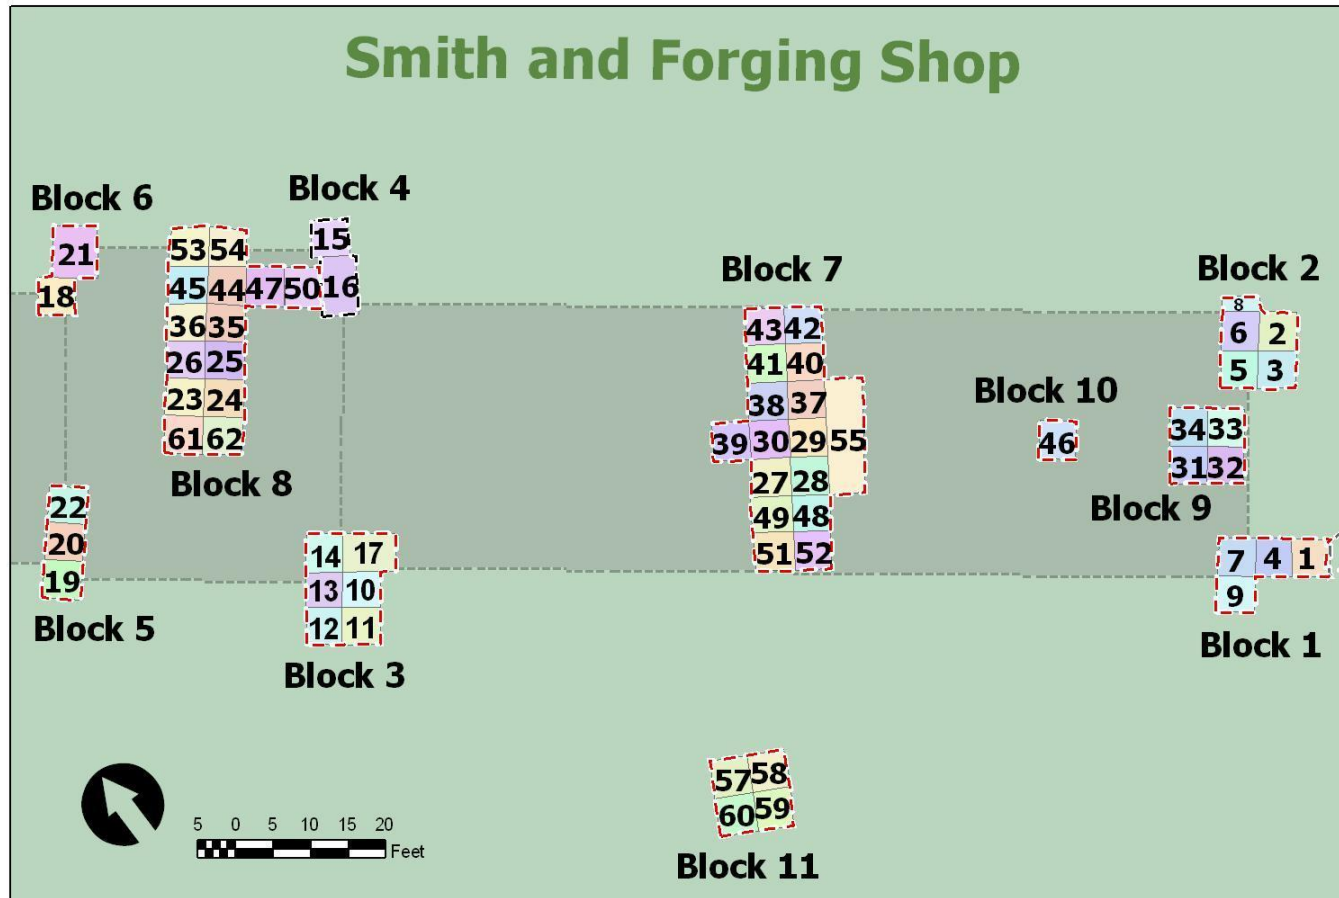 Smith and Forging Shop
Block 4
Block 6
15
21
53 54
Block 7
Block 2
18
45 44 47 50 16
8
36 35
43 42
6 2
26 25
41 40
5 3
23 24
38 37
Block 10
61 62
39 30 29 55
46
34 33
Block 8
27 28
31 32
22
49 48
Block 9
20
14 17
51 52
7 4 1
19
13 10
9
Block 5
12 11
Block 1
Block 3
57 58
60 59
5 0 5 10 15 20
Feet
Block 11